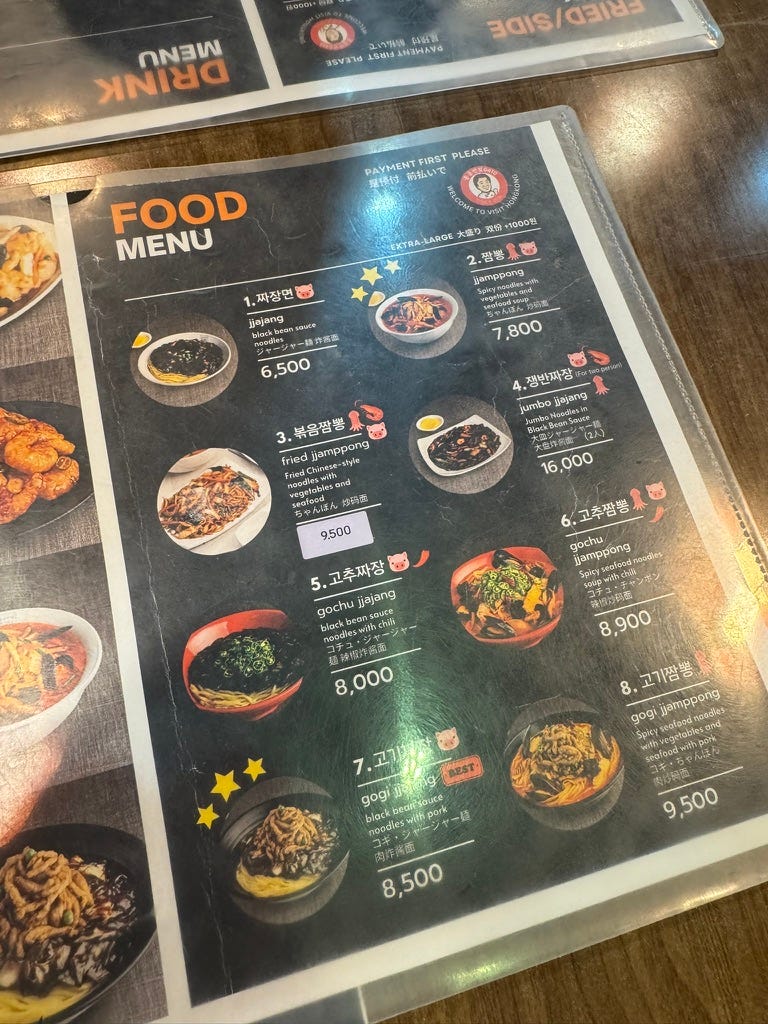 FRIED/SIDE
PAYMENT FIRST PLEASE
前払いで
DRINK
MENU
FOOD
MENU
PAYMENT FIRST PLEASE
前払いで
WELCOME TO VISIT HONGKONG
EXTRA-LARGE 大盛り 双份 +1000원
1.짜장면
jjajang
black bean sauce
noodles
ジャージャー麺 炸酱面
6,500
2.짬뽕
jjamppong
Spicy noodles with
vegetables and
seafood soup
ちゃんぽん 炒码面
7,800
3.볶음짬뽕
fried jjamppong
Fried Chinese-style
noodles with
vegetables and
seafood
ちゃんぽん 炒码面
9,500
4.쟁반짜장 (For two person)
jumbo jjajang
Jumbo Noodles in
Black Bean Sauce
大皿ジャージャー麺
大盘炸酱面 (2人)
16,000
5.고추짜장
gochu jjajang
black bean sauce
noodles with chili
コチュ・ジャージャー
麺 辣椒炸酱面
8,000
6.고추짬뽕
gochu
jjamppong
Spicy seafood noodles
soup with chili
コチュ・チャンポン
辣椒炒码面
8,900
7.고기
gogi
BEST
black bean sauce
noodles with pork
コギ・ジャージャー麺
肉炸酱面
8,500
8.고기짬뽕
gogi jjamppong
Spicy seafood noodles
with vegetables and
seafood with pork
コギ・ちゃんぽん
肉炒码面
9,500